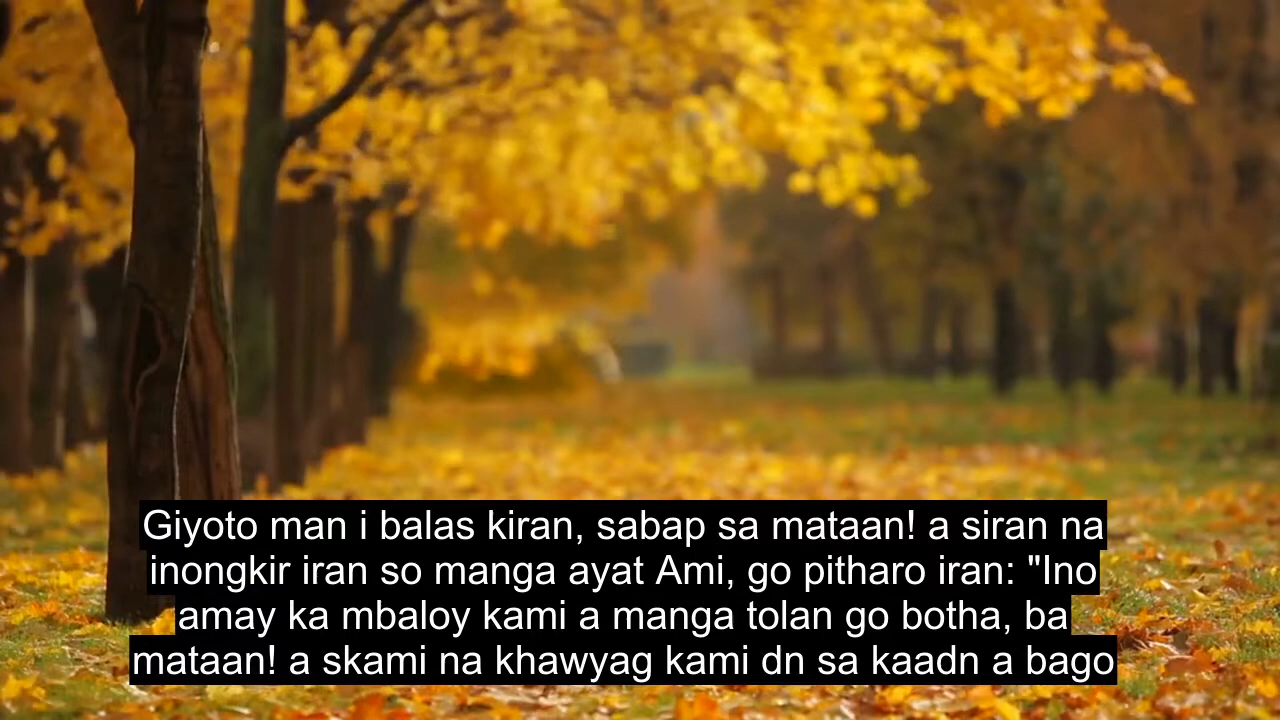 Giyoto man i balas kiran, sabap sa mataan! a siran na
inongkir iran so manga ayat Ami, go pitharo iran: "Ino
amay ka mbaloy kami a manga tolan go botha, ba
mataan! a skami na khawyag kami dn sa kaadn a bago